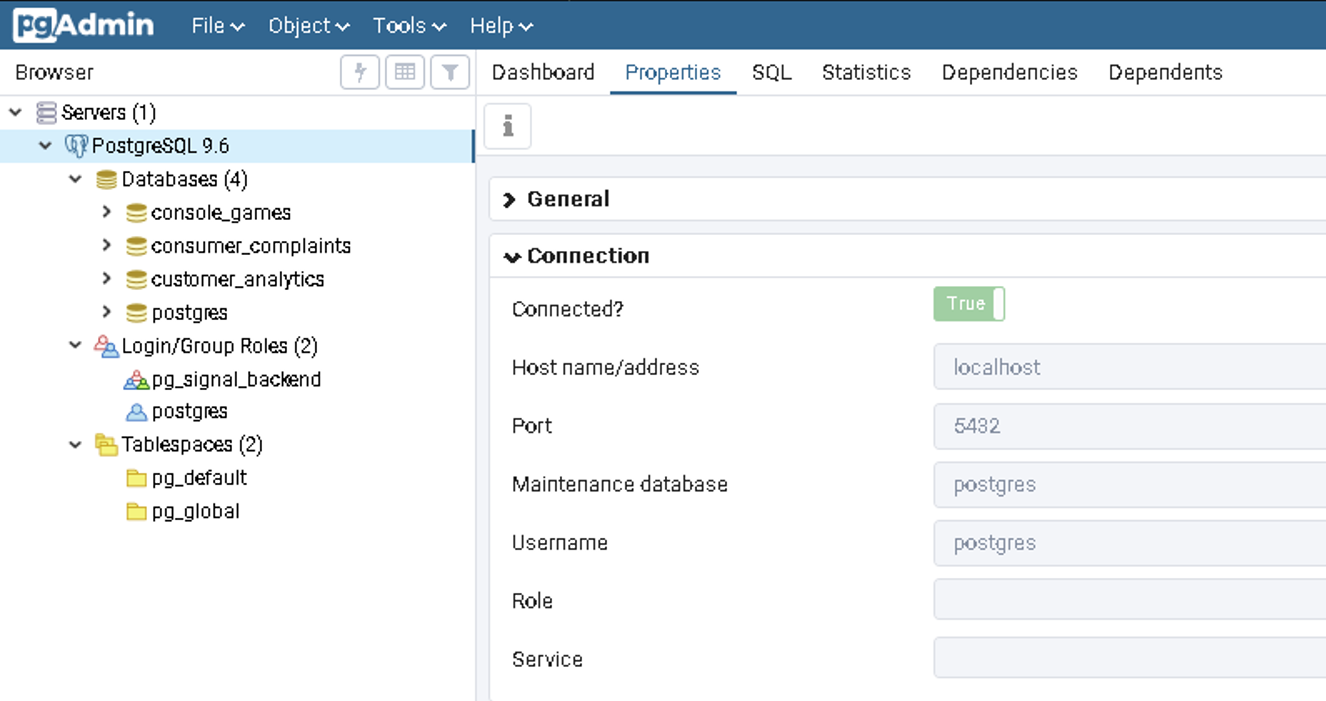 pgAdmin File Object Tools Help
Browser
Dashboard Properties SQL Statistics Dependencies Dependents
Servers (1)
PostgreSQL 9.6
Databases (4)
console_games
consumer_complaints
customer_analytics
postgres
Login/Group Roles (2)
pg_signal_backend
postgres
Tablespaces (2)
pg_default
pg_global
i
General
Connection
Connected? True
Host name/address localhost
Port 5432
Maintenance database postgres
Username postgres
Role
Service